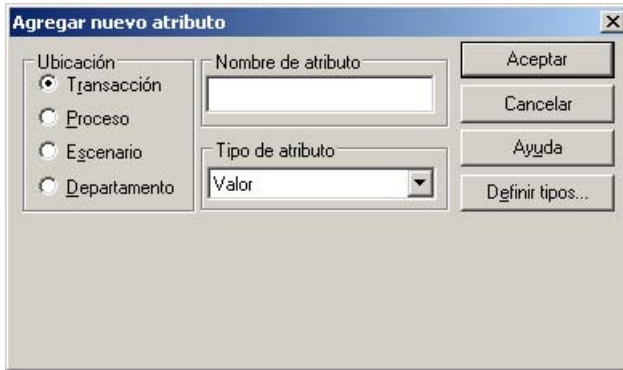 Agregar nuevo atributo
Ubicación
Transacción
Proceso
Escenario
Departamento
Nombre de atributo
Tipo de atributo
Valor
Aceptar
Cancelar
Ayuda
Definir tipos...